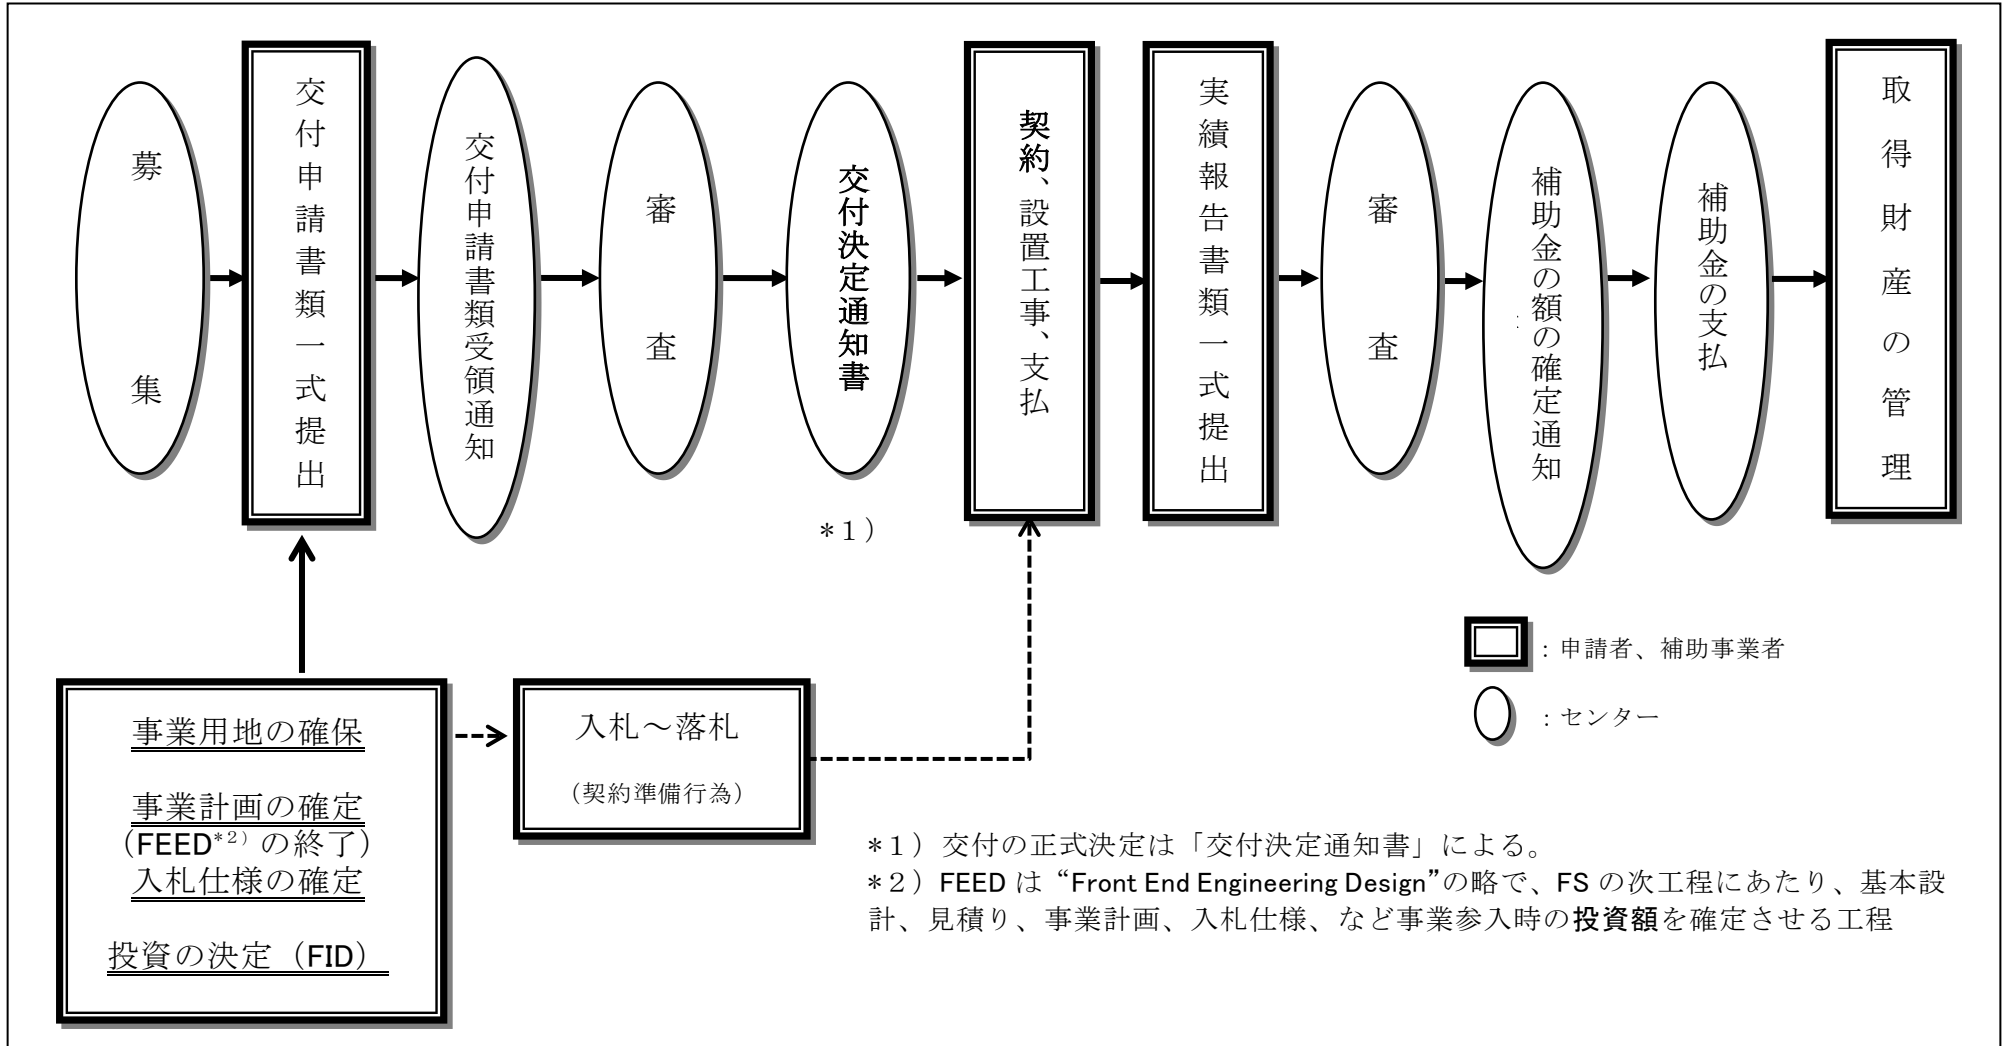 募集
交付申請書類一式提出
交付申請書類受領通知
審査
交付決定通知書
契約、設置工事、支払
実績報告書類一式提出
審査
補助金の額の確定通知
補助金の支払
取得財産の管理
*１）
：申請者、補助事業者
：センター
事業用地の確保
事業計画の確定
（FEED*２）の終了）
入札仕様の確定
投資の決定（FID）
入札～落札
（契約準備行為）
*１）交付の正式決定は「交付決定通知書」による。
*２）FEED は “Front End Engineering Design”の略で、FS の次工程にあたり、基本設
計、見積り、事業計画、入札仕様、など事業参入時の投資額を確定させる工程